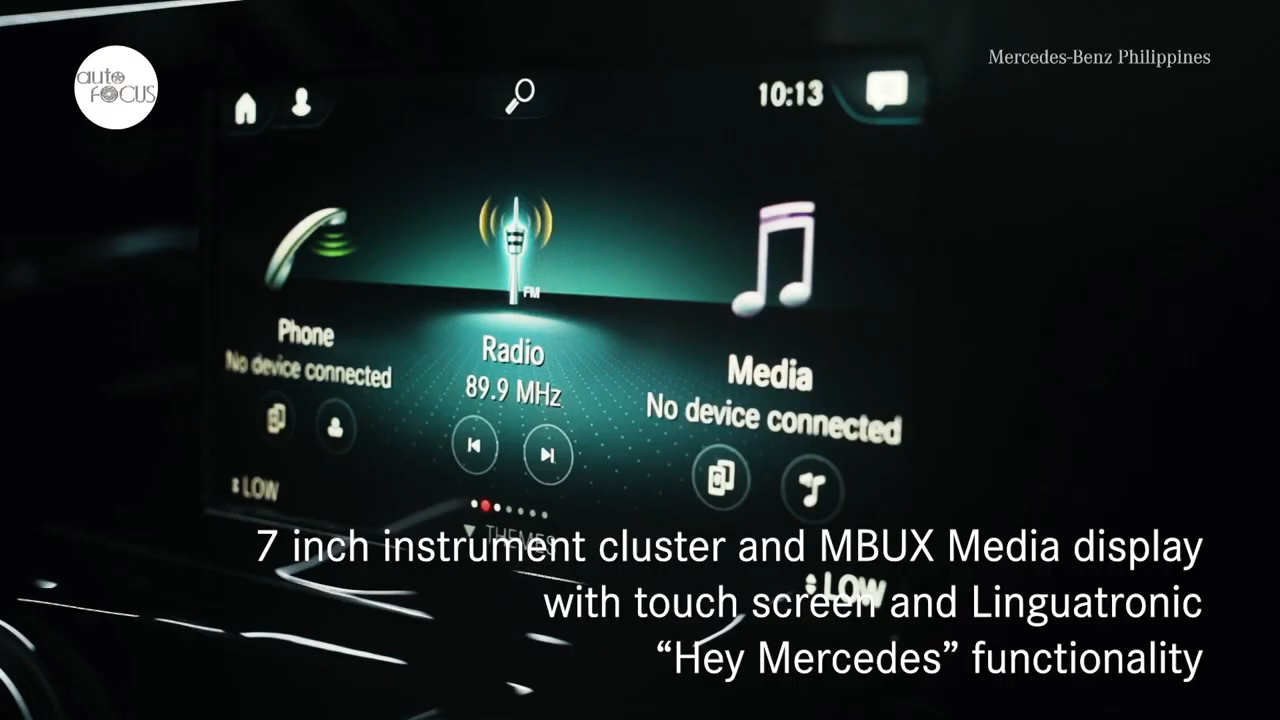 auto
FOCUS
Mercedes-Benz Philippines
10:13
FM
Phone
No device connected
Radio
89.9 MHz
Media
No device connected
LOW
THEMES
LOW
7 inch instrument cluster and MBUX Media display
with touch screen and Linguatronic
“Hey Mercedes” functionality